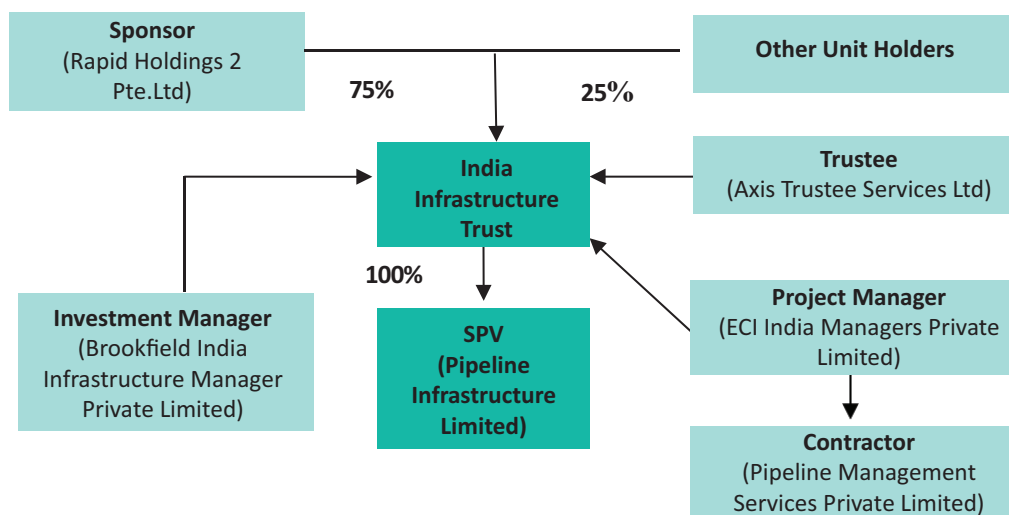 Sponsor
(Rapid Holdings 2
Pte.Ltd)
Other Unit Holders
75%
25%
India
Infrastructure
Trust
Trustee
(Axis Trustee Services Ltd)
100%
Investment Manager
(Brookfield India
Infrastructure Manager
Private Limited)
SPV
(Pipeline
Infrastructure
Limited)
Project Manager
(ECI India Managers Private
Limited)
Contractor
(Pipeline Management
Services Private Limited)